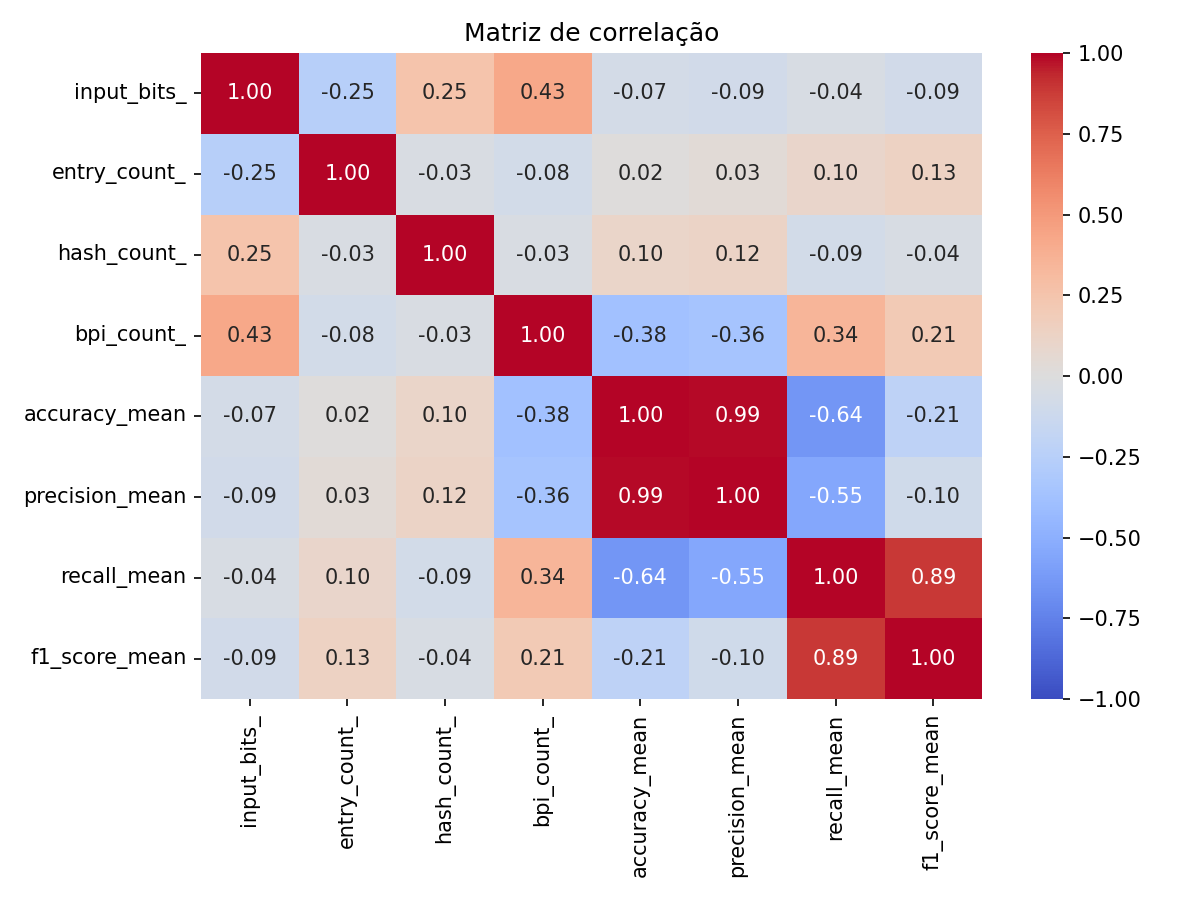 Matriz de correlação
input_bits_ 1.00 -0.25 0.25 0.43 -0.07 -0.09 -0.04 -0.09
entry_count_ -0.25 1.00 -0.03 -0.08 0.02 0.03 0.10 0.13
hash_count_ 0.25 -0.03 1.00 -0.03 0.10 0.12 -0.09 -0.04
bpi_count_ 0.43 -0.08 -0.03 1.00 -0.38 -0.36 0.34 0.21
accuracy_mean -0.07 0.02 0.10 -0.38 1.00 0.99 -0.64 -0.21
precision_mean -0.09 0.03 0.12 -0.36 0.99 1.00 -0.55 -0.10
recall_mean -0.04 0.10 -0.09 0.34 -0.64 -0.55 1.00 0.89
f1_score_mean -0.09 0.13 -0.04 0.21 -0.21 -0.10 0.89 1.00
input_bits_
entry_count_
hash_count_
bpi_count_
accuracy_mean
precision_mean
recall_mean
f1_score_mean
1.00
0.75
0.50
0.25
0.00
−0.25
−0.50
−0.75
−1.00